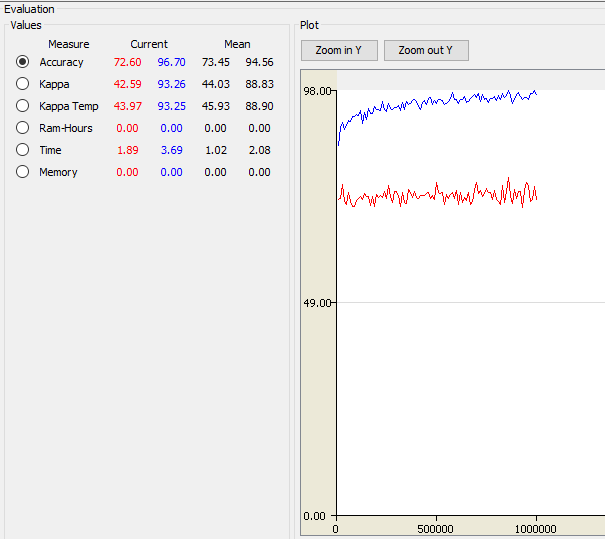 Evaluation
Values
Measure Current Mean
Accuracy 72.60 96.70 73.45 94.56
Kappa 42.59 93.26 44.03 88.83
Kappa Temp 43.97 93.25 45.93 88.90
Ram-Hours 0.00 0.00 0.00 0.00
Time 1.89 3.69 1.02 2.08
Memory 0.00 0.00 0.00 0.00
Plot
Zoom in Y Zoom out Y
98.00
49.00
0.00
0 500000 1000000